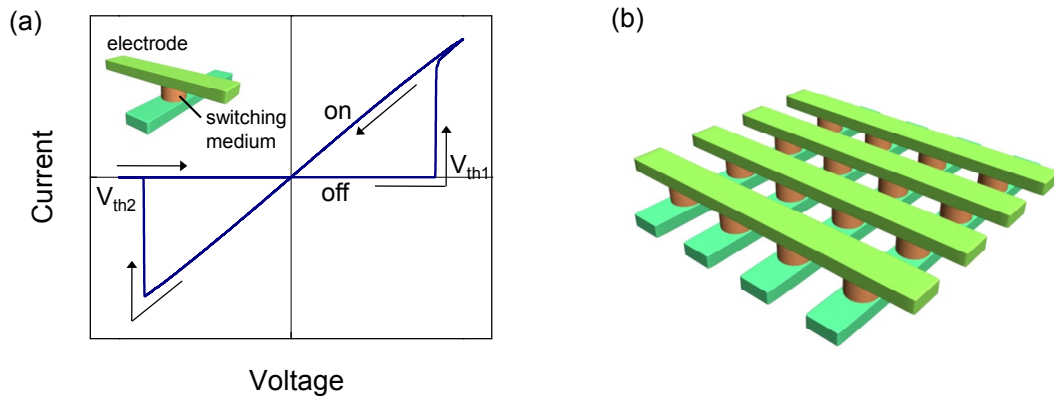 (a)
electrode
switching
medium
on
off
V_th1
V_th2
Current
Voltage
(b)